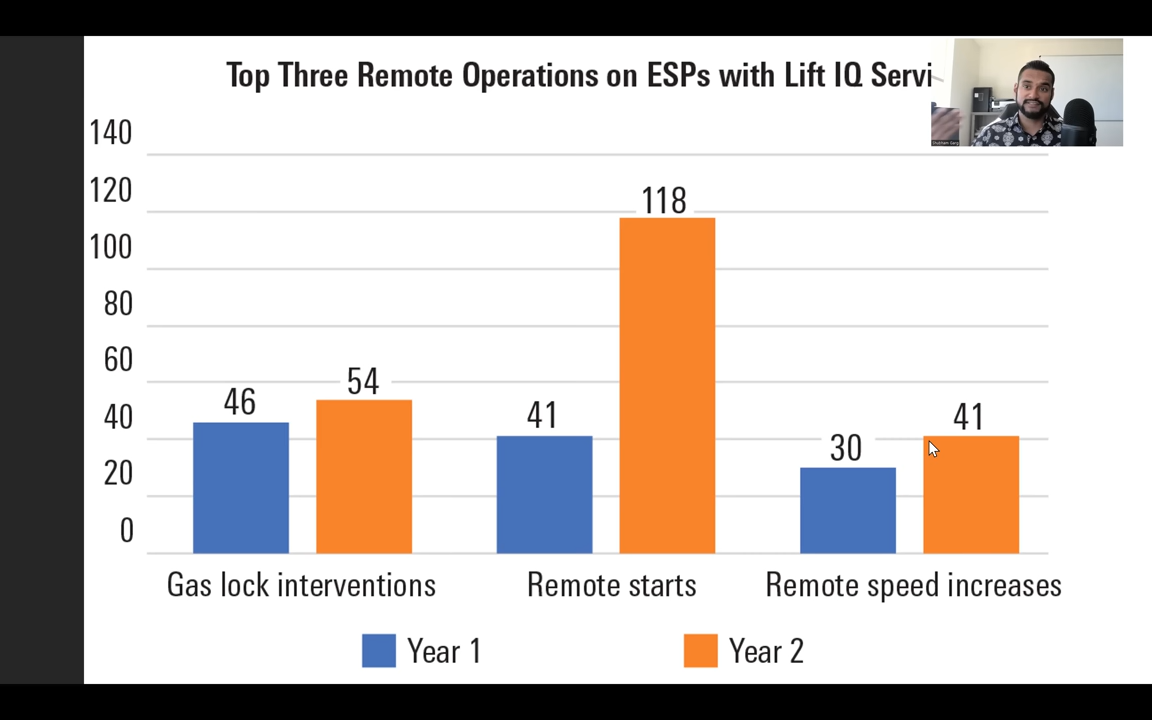 Top Three Remote Operations on ESPs with Lift IQ Servi
140
120
100
80
60
40
20
0
46
54
41
118
30
41
Gas lock interventions
Remote starts
Remote speed increases
Year 1
Year 2